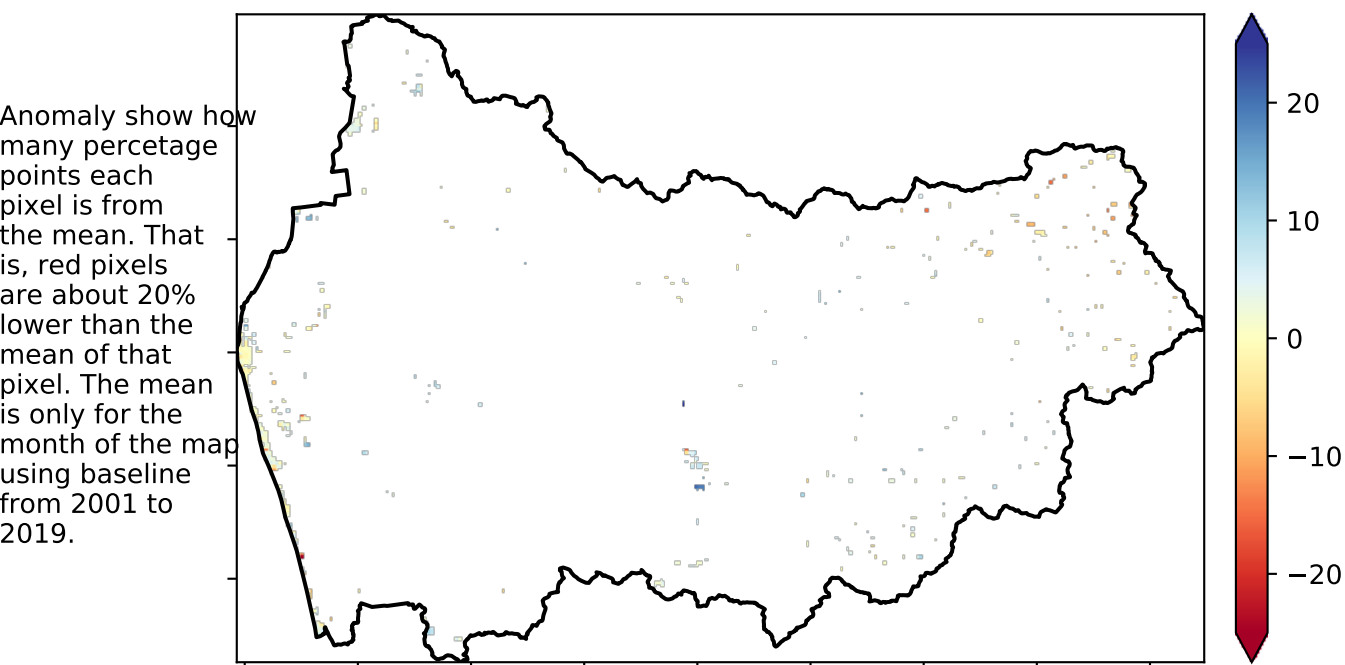 Anomaly show how
many percetage
points each
pixel is from
the mean. That
is, red pixels
are about 20%
lower than the
mean of that
pixel. The mean
is only for the
month of the map
using baseline
from 2001 to
2019.
20
10
0
−10
−20